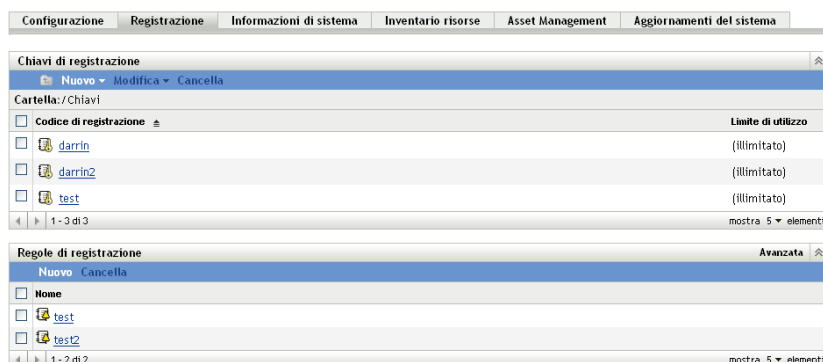 Configurazione Registrazione Informazioni di sistema Inventario risorse Asset Management Aggiornamenti del sistema
Chiavi di registrazione
Nuovo Modifica Cancella
Cartella:/Chiavi
Codice di registrazione Limite di utilizzo
darrin (illimitato)
darrin2 (illimitato)
test (illimitato)
1 - 3 di 3 mostra 5 elementi
Regole di registrazione Avanzata
Nuovo Cancella
Nome
test
test2
1 - 2 di 2 mostra 5 elementi